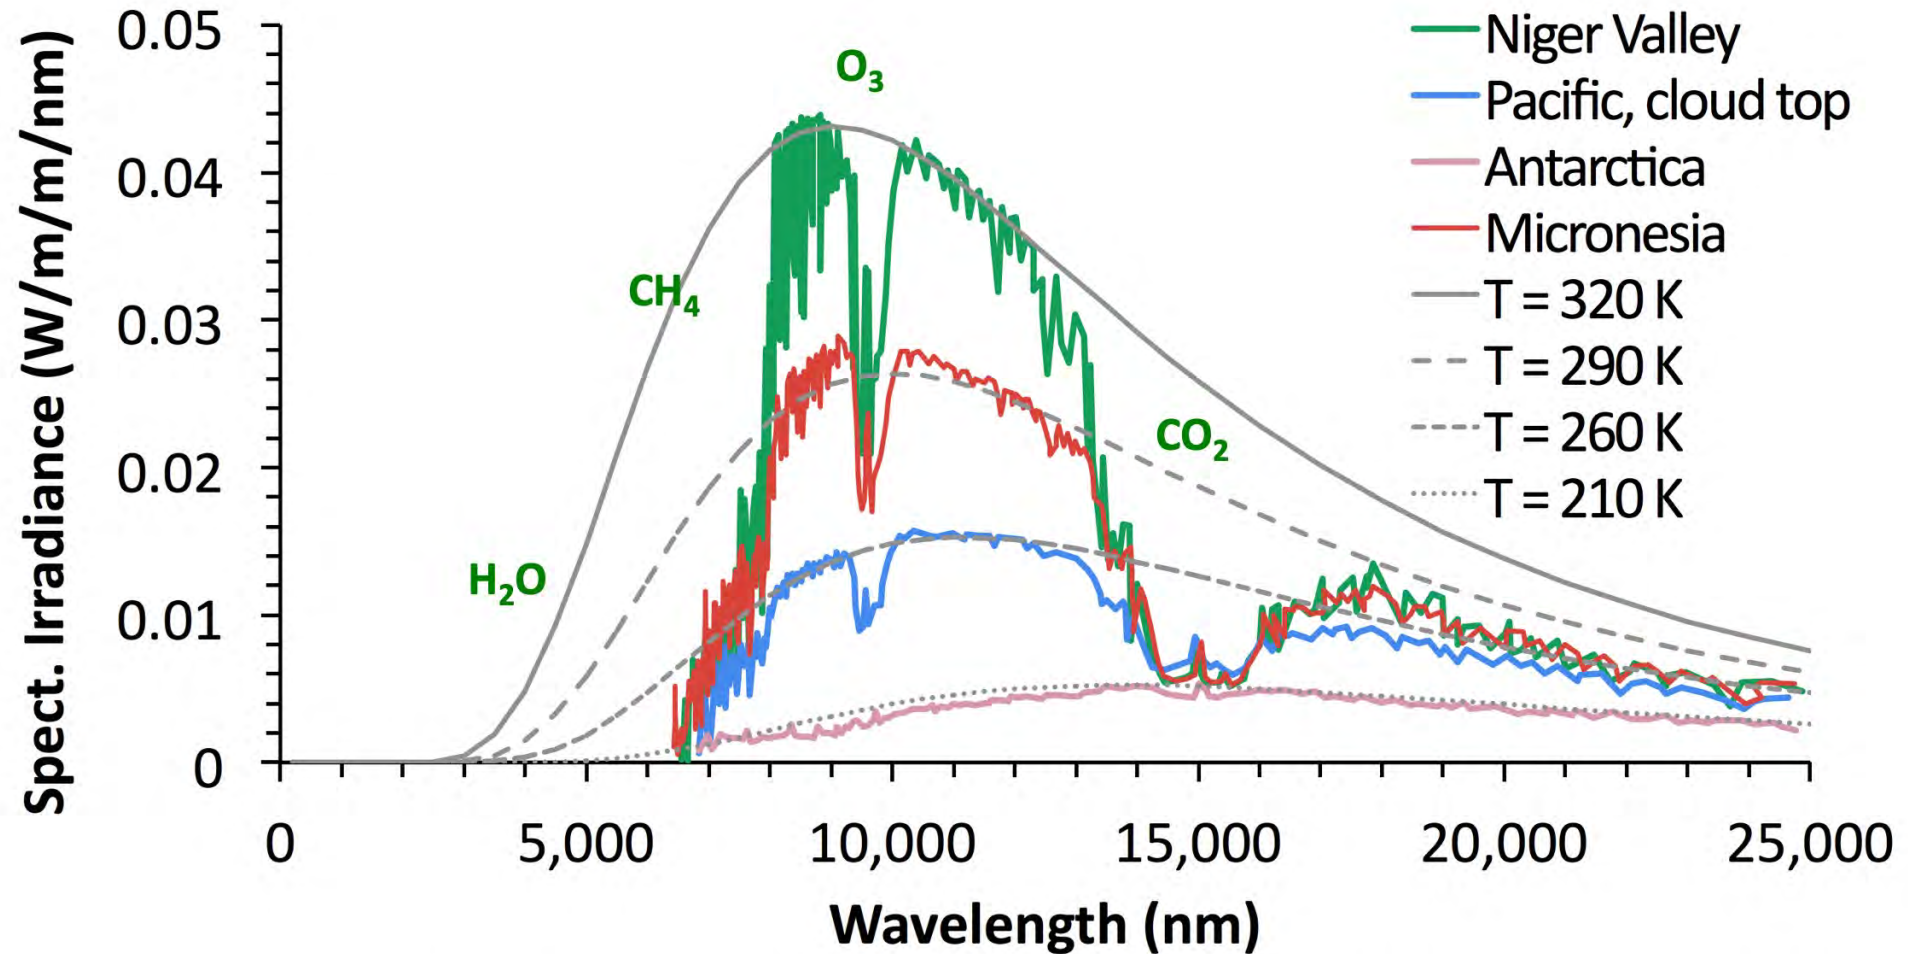 Spect. Irradiance (W/m/m/nm)
0.05
0.04
0.03
0.02
0.01
0
0
5,000
10,000
15,000
20,000
25,000
Wavelength (nm)
H₂O
CH₄
O₃
CO₂
Niger Valley
Pacific, cloud top
Antarctica
Micronesia
T = 320 K
T = 290 K
T = 260 K
T = 210 K